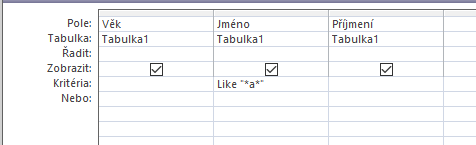 Pole: Věk Jméno Příjmení
Tabulka: Tabulka1 Tabulka1 Tabulka1
Řadit:
Zobrazit:
Kritéria: Like "*a*"
Nebo: